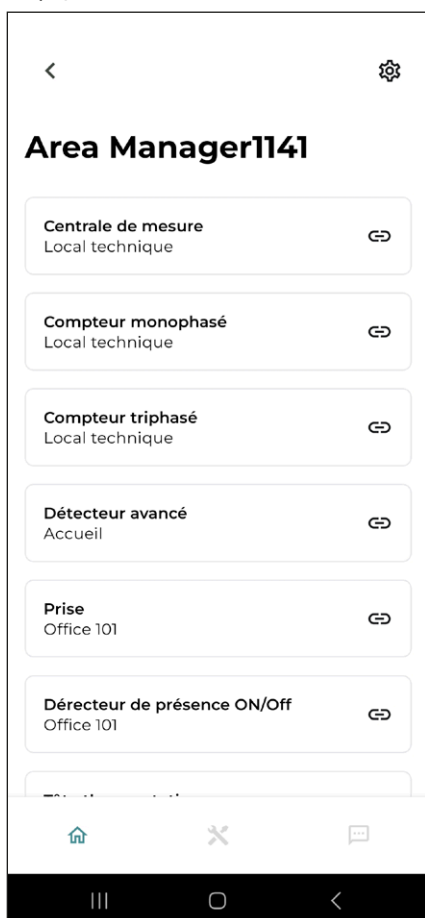 Area Manager1141
Centrale de mesure
Local technique
Compteur monophasé
Local technique
Compteur triphasé
Local technique
Détecteur avancé
Accueil
Prise
Office 101
Dérecteur de présence ON/Off
Office 101